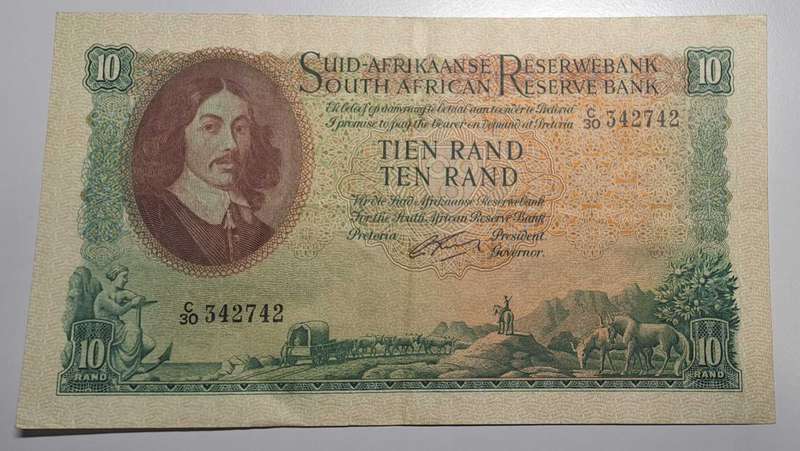 10
10
SUID-AFRIKAANSE RESERWEBANK
SOUTH AFRICAN RESERVE BANK
Ek beloof op aanvraag te betaal aan toonder te Pretoria
I promise to pay the bearer on demand at Pretoria
C/30 342742
TIEN RAND
TEN RAND
Vir die Suid Afrikaanse Reserwebank
For the South African Reserve Bank
Pretoria
President.
Governor.
C/30 342742
10
RAND
10
RAND